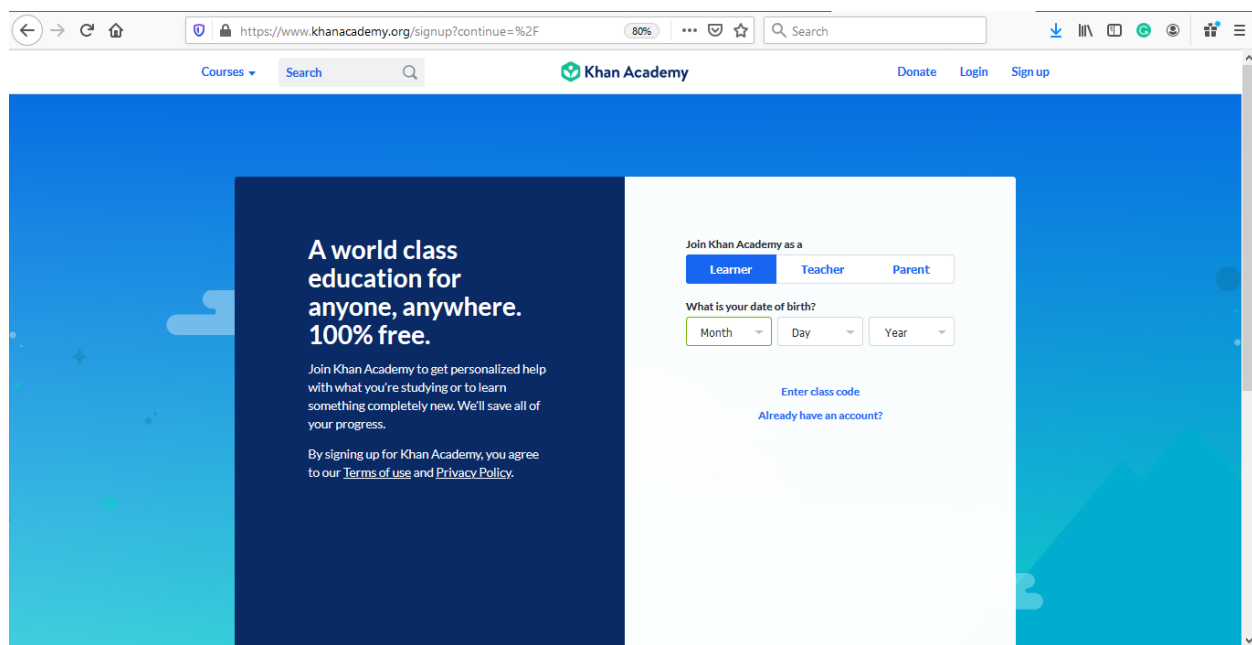 https://www.khanacademy.org/signup?continue=%2F 80% Search
Courses Search Khan Academy Donate Login Sign up
A world class
education for
anyone, anywhere.
100% free.
Join Khan Academy to get personalized help
with what you're studying or to learn
something completely new. We'll save all of
your progress.
By signing up for Khan Academy, you agree
to our Terms of use and Privacy Policy.
Join Khan Academy as a
Learner Teacher Parent
What is your date of birth?
Month Day Year
Enter class code
Already have an account?